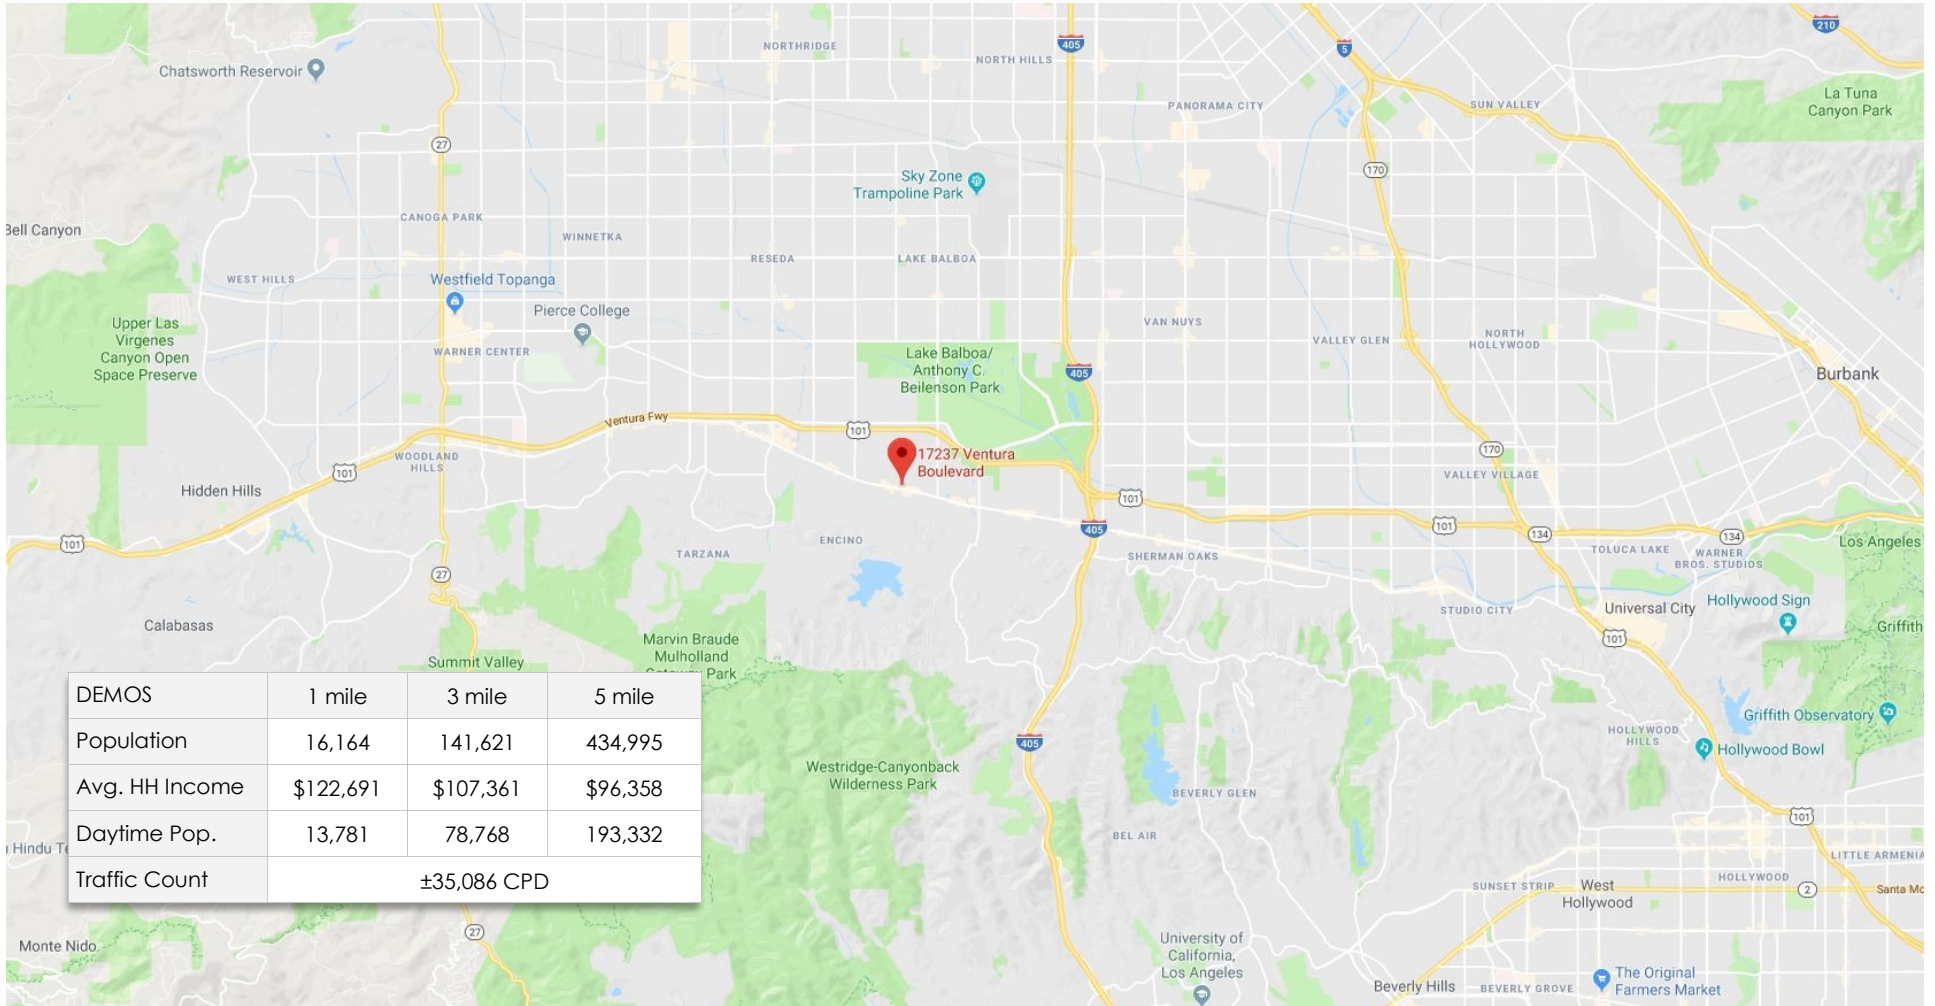 210
405
5
NORTHRIDGE
NORTH HILLS
Chatsworth Reservoir
La Tuna
Canyon Park
PANORAMA CITY
SUN VALLEY
27
170
Sky Zone
Trampoline Park
CANOGA PARK
Bell Canyon
WINNETKA
RESEDA
LAKE BALBOA
WEST HILLS
Westfield Topanga
Pierce College
Upper Las
Virgenes
Canyon Open
Space Preserve
VAN NUYS
VALLEY GLEN
NORTH
HOLLYWOOD
WARNER CENTER
Lake Balboa/
Anthony C.
Beilenson Park
405
Burbank
Ventura Fwy
101
17237 Ventura
Boulevard
170
WOODLAND
HILLS
101
VALLEY VILLAGE
Hidden Hills
101
405
101
134
134
101
ENCINO
TARZANA
SHERMAN OAKS
TOLUCA LAKE
WARNER
BROS. STUDIOS
Los Angeles
27
STUDIO CITY
Universal City
Hollywood Sign
Calabasas
Griffith
101
Marvin Braude
Mulholland
Gateway Park
Summit Valley
DEMOS 1 mile 3 mile 5 mile
Population 16,164 141,621 434,995
Avg. HH Income $122,691 $107,361 $96,358
Daytime Pop. 13,781 78,768 193,332
Traffic Count ±35,086 CPD
Griffith Observatory
HOLLYWOOD
HILLS
405
Hollywood Bowl
Westridge-Canyonback
Wilderness Park
BEVERLY GLEN
101
BEL AIR
Hindu
LITTLE ARMENIA
HOLLYWOOD
SUNSET STRIP
West
Hollywood
2
Santa Mo
27
Monte Nido
University of
California,
Los Angeles
The Original
Farmers Market
Beverly Hills
BEVERLY GROVE